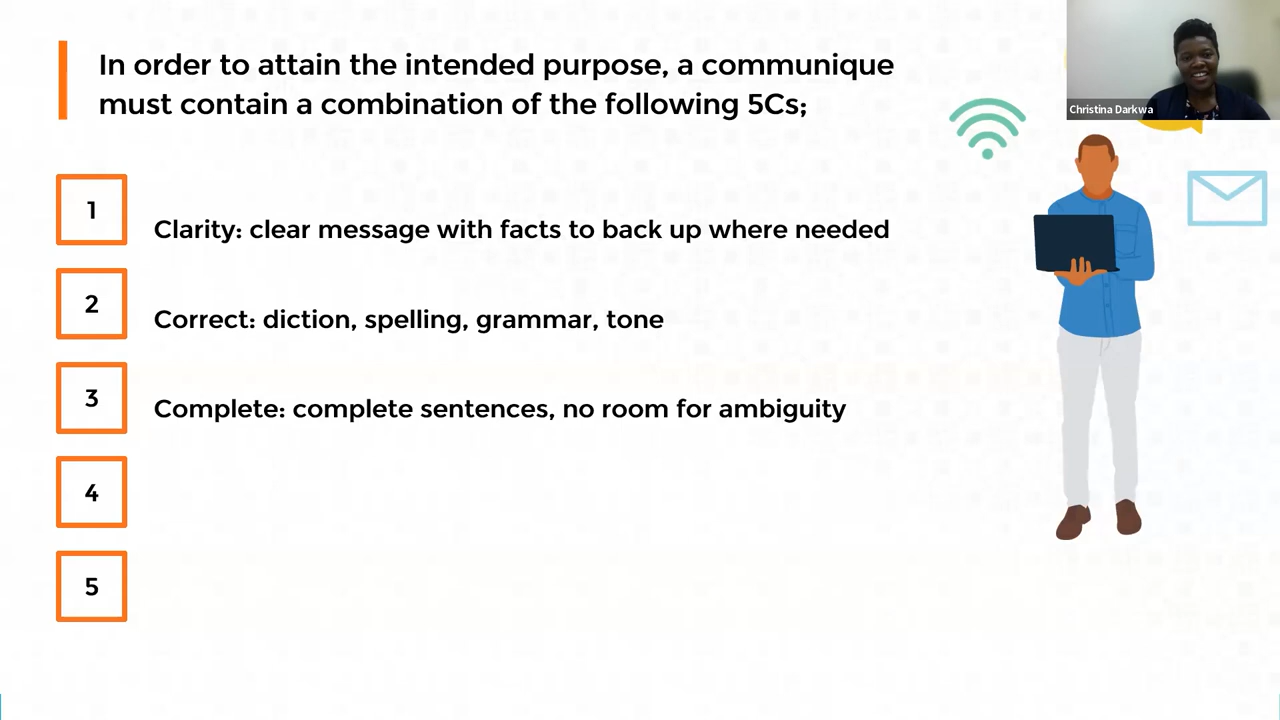 In order to attain the intended purpose, a communique
must contain a combination of the following 5Cs;
Christina Darkwa
1
Clarity: clear message with facts to back up where needed
2
Correct: diction, spelling, grammar, tone
3
Complete: complete sentences, no room for ambiguity
4
5